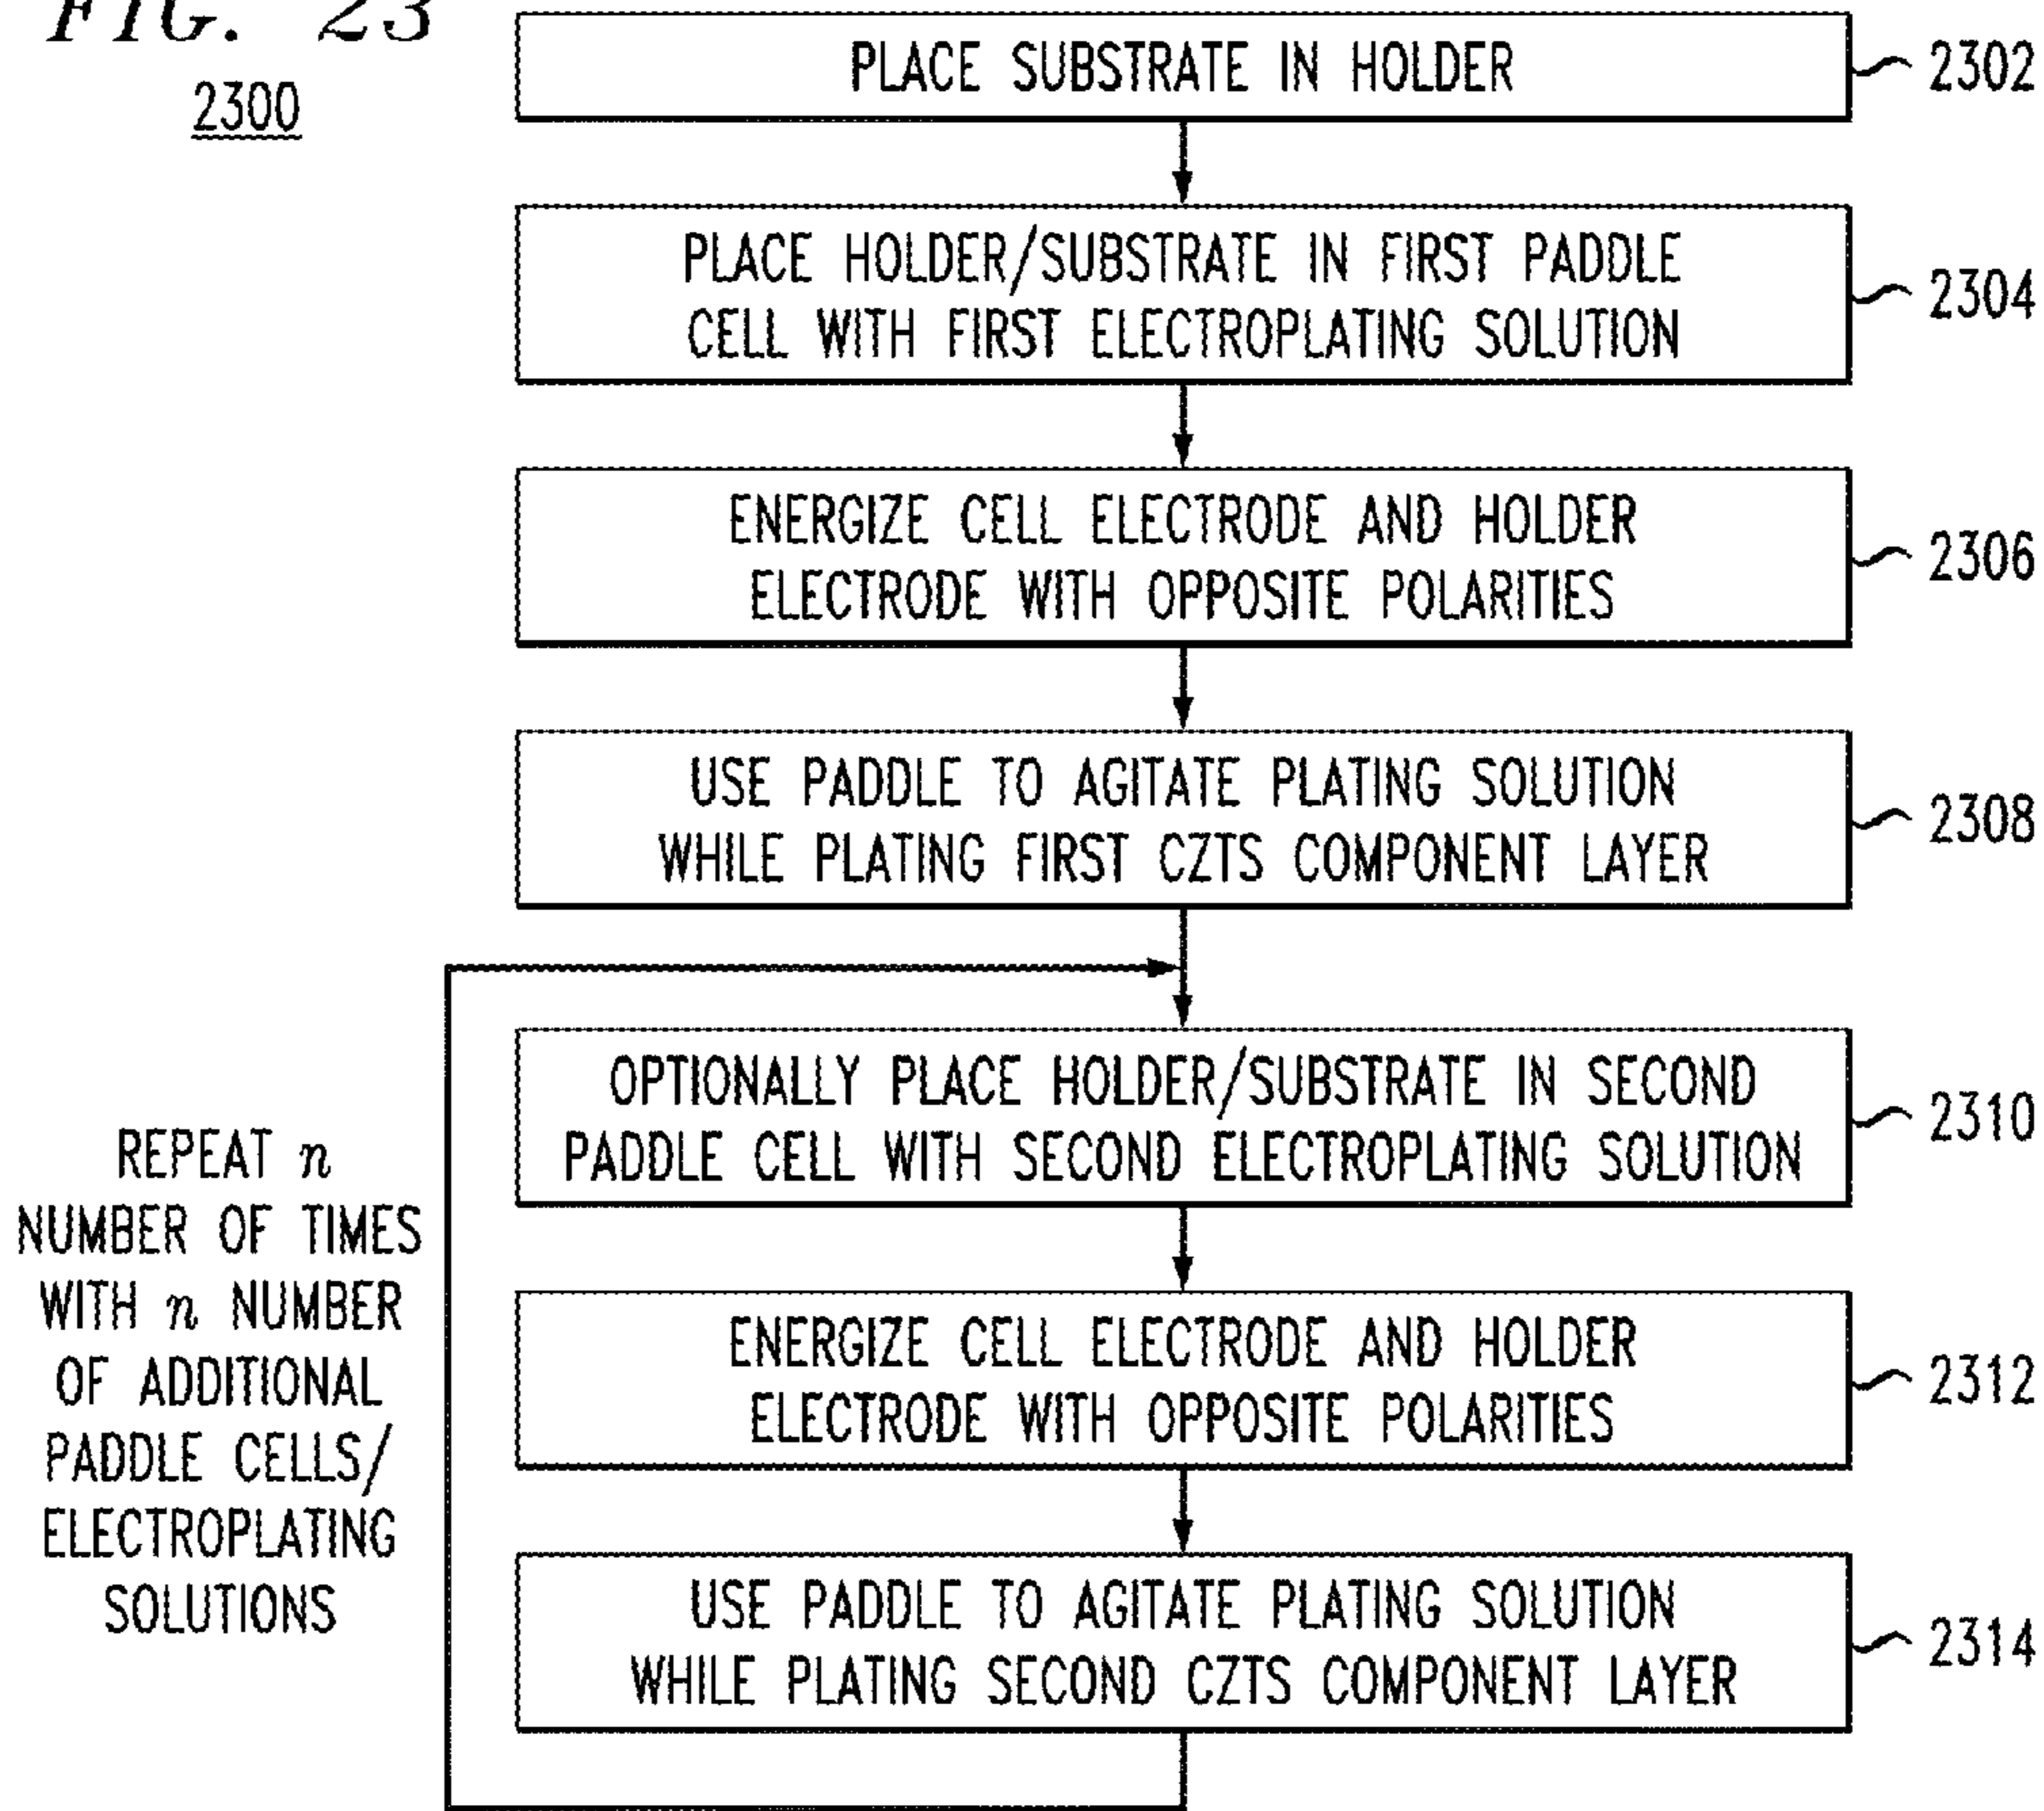 FIG. 23
2300
PLACE SUBSTRATE IN HOLDER
2302
PLACE HOLDER/SUBSTRATE IN FIRST PADDLE
CELL WITH FIRST ELECTROPLATING SOLUTION
2304
ENERGIZE CELL ELECTRODE AND HOLDER
ELECTRODE WITH OPPOSITE POLARITIES
2306
USE PADDLE TO AGITATE PLATING SOLUTION
WHILE PLATING FIRST CZTS COMPONENT LAYER
2308
OPTIONALLY PLACE HOLDER/SUBSTRATE IN SECOND
PADDLE CELL WITH SECOND ELECTROPLATING SOLUTION
2310
ENERGIZE CELL ELECTRODE AND HOLDER
ELECTRODE WITH OPPOSITE POLARITIES
2312
USE PADDLE TO AGITATE PLATING SOLUTION
WHILE PLATING SECOND CZTS COMPONENT LAYER
2314
REPEAT n
NUMBER OF TIMES
WITH n NUMBER
OF ADDITIONAL
PADDLE CELLS/
ELECTROPLATING
SOLUTIONS